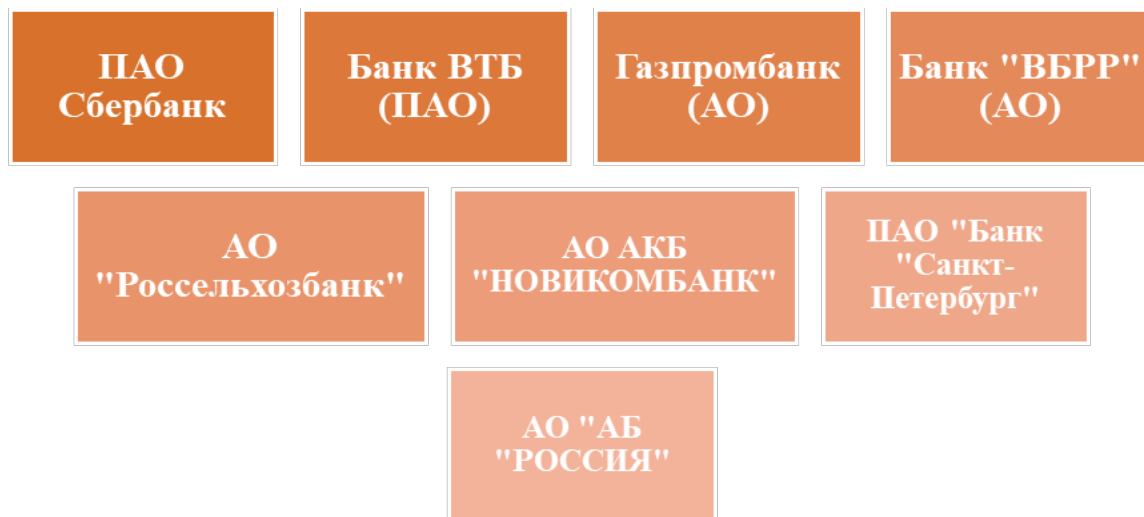 ПАО
Сбербанк
Банк ВТБ
(ПАО)
Газпромбанк
(АО)
Банк "ВБРР"
(АО)
АО
"Россельхозбанк"
АО АКБ
"НОВИКОМБАНК"
ПАО "Банк
"Санкт-
Петербург"
АО "АБ
"РОССИЯ"